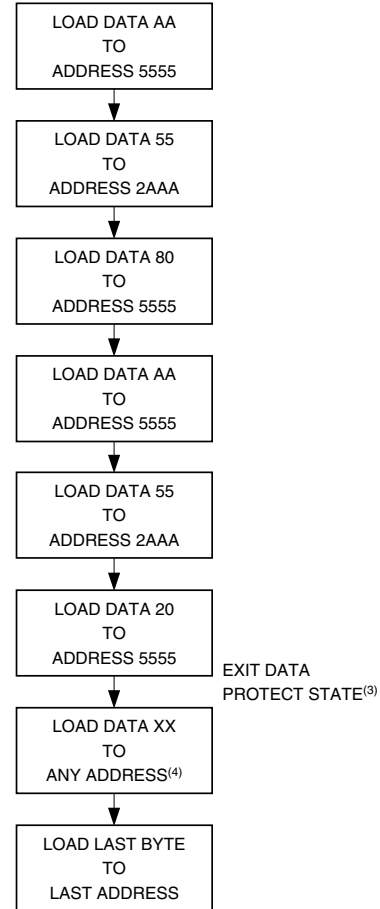 LOAD DATA AA
TO
ADDRESS 5555
LOAD DATA 55
TO
ADDRESS 2AAA
LOAD DATA 80
TO
ADDRESS 5555
LOAD DATA AA
TO
ADDRESS 5555
LOAD DATA 55
TO
ADDRESS 2AAA
LOAD DATA 20
TO
ADDRESS 5555
EXIT DATA
PROTECT STATE(3)
LOAD DATA XX
TO
ANY ADDRESS(4)
LOAD LAST BYTE
TO
LAST ADDRESS